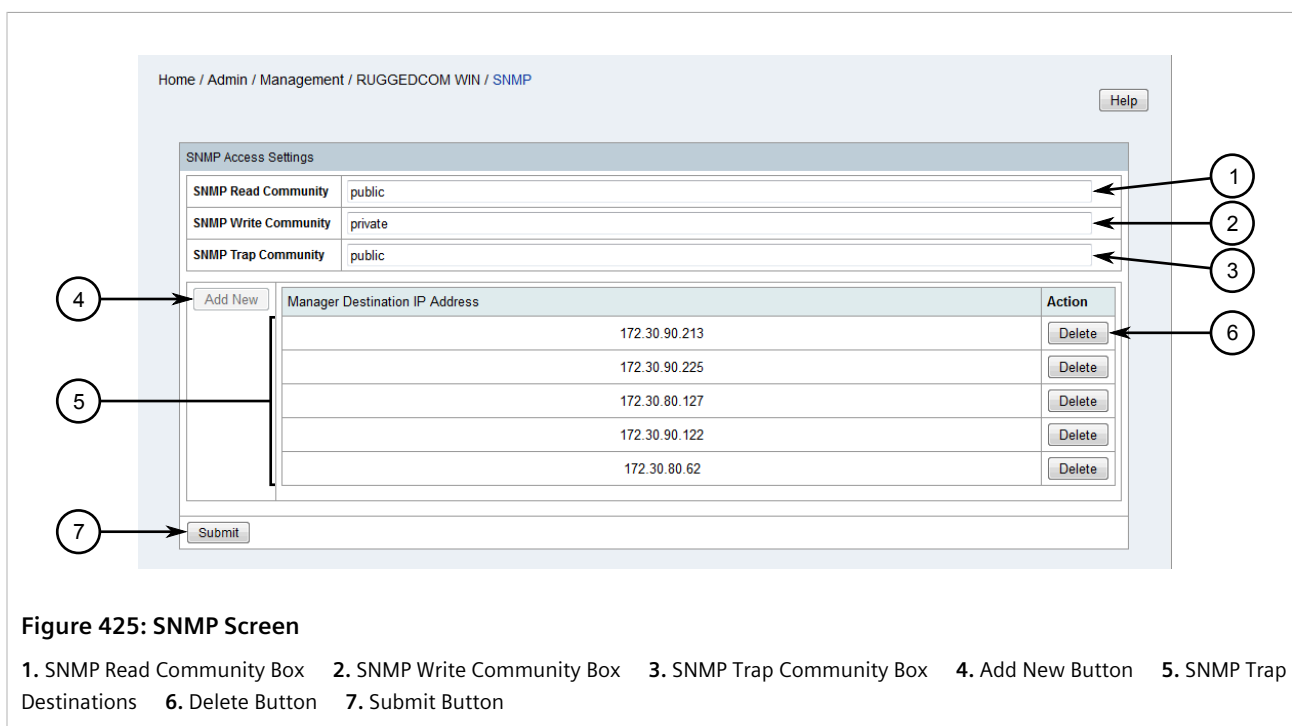 Home / Admin / Management / RUGGEDCOM WIN / SNMP
Help
SNMP Access Settings
SNMP Read Community public
1
SNMP Write Community private
2
SNMP Trap Community public
3
4
Add New
Manager Destination IP Address Action
172.30.90.213 Delete
6
172.30.90.225 Delete
5
172.30.80.127 Delete
172.30.90.122 Delete
172.30.80.62 Delete
7
Submit
Figure 425: SNMP Screen
1. SNMP Read Community Box 2. SNMP Write Community Box 3. SNMP Trap Community Box 4. Add New Button 5. SNMP Trap
Destinations 6. Delete Button 7. Submit Button